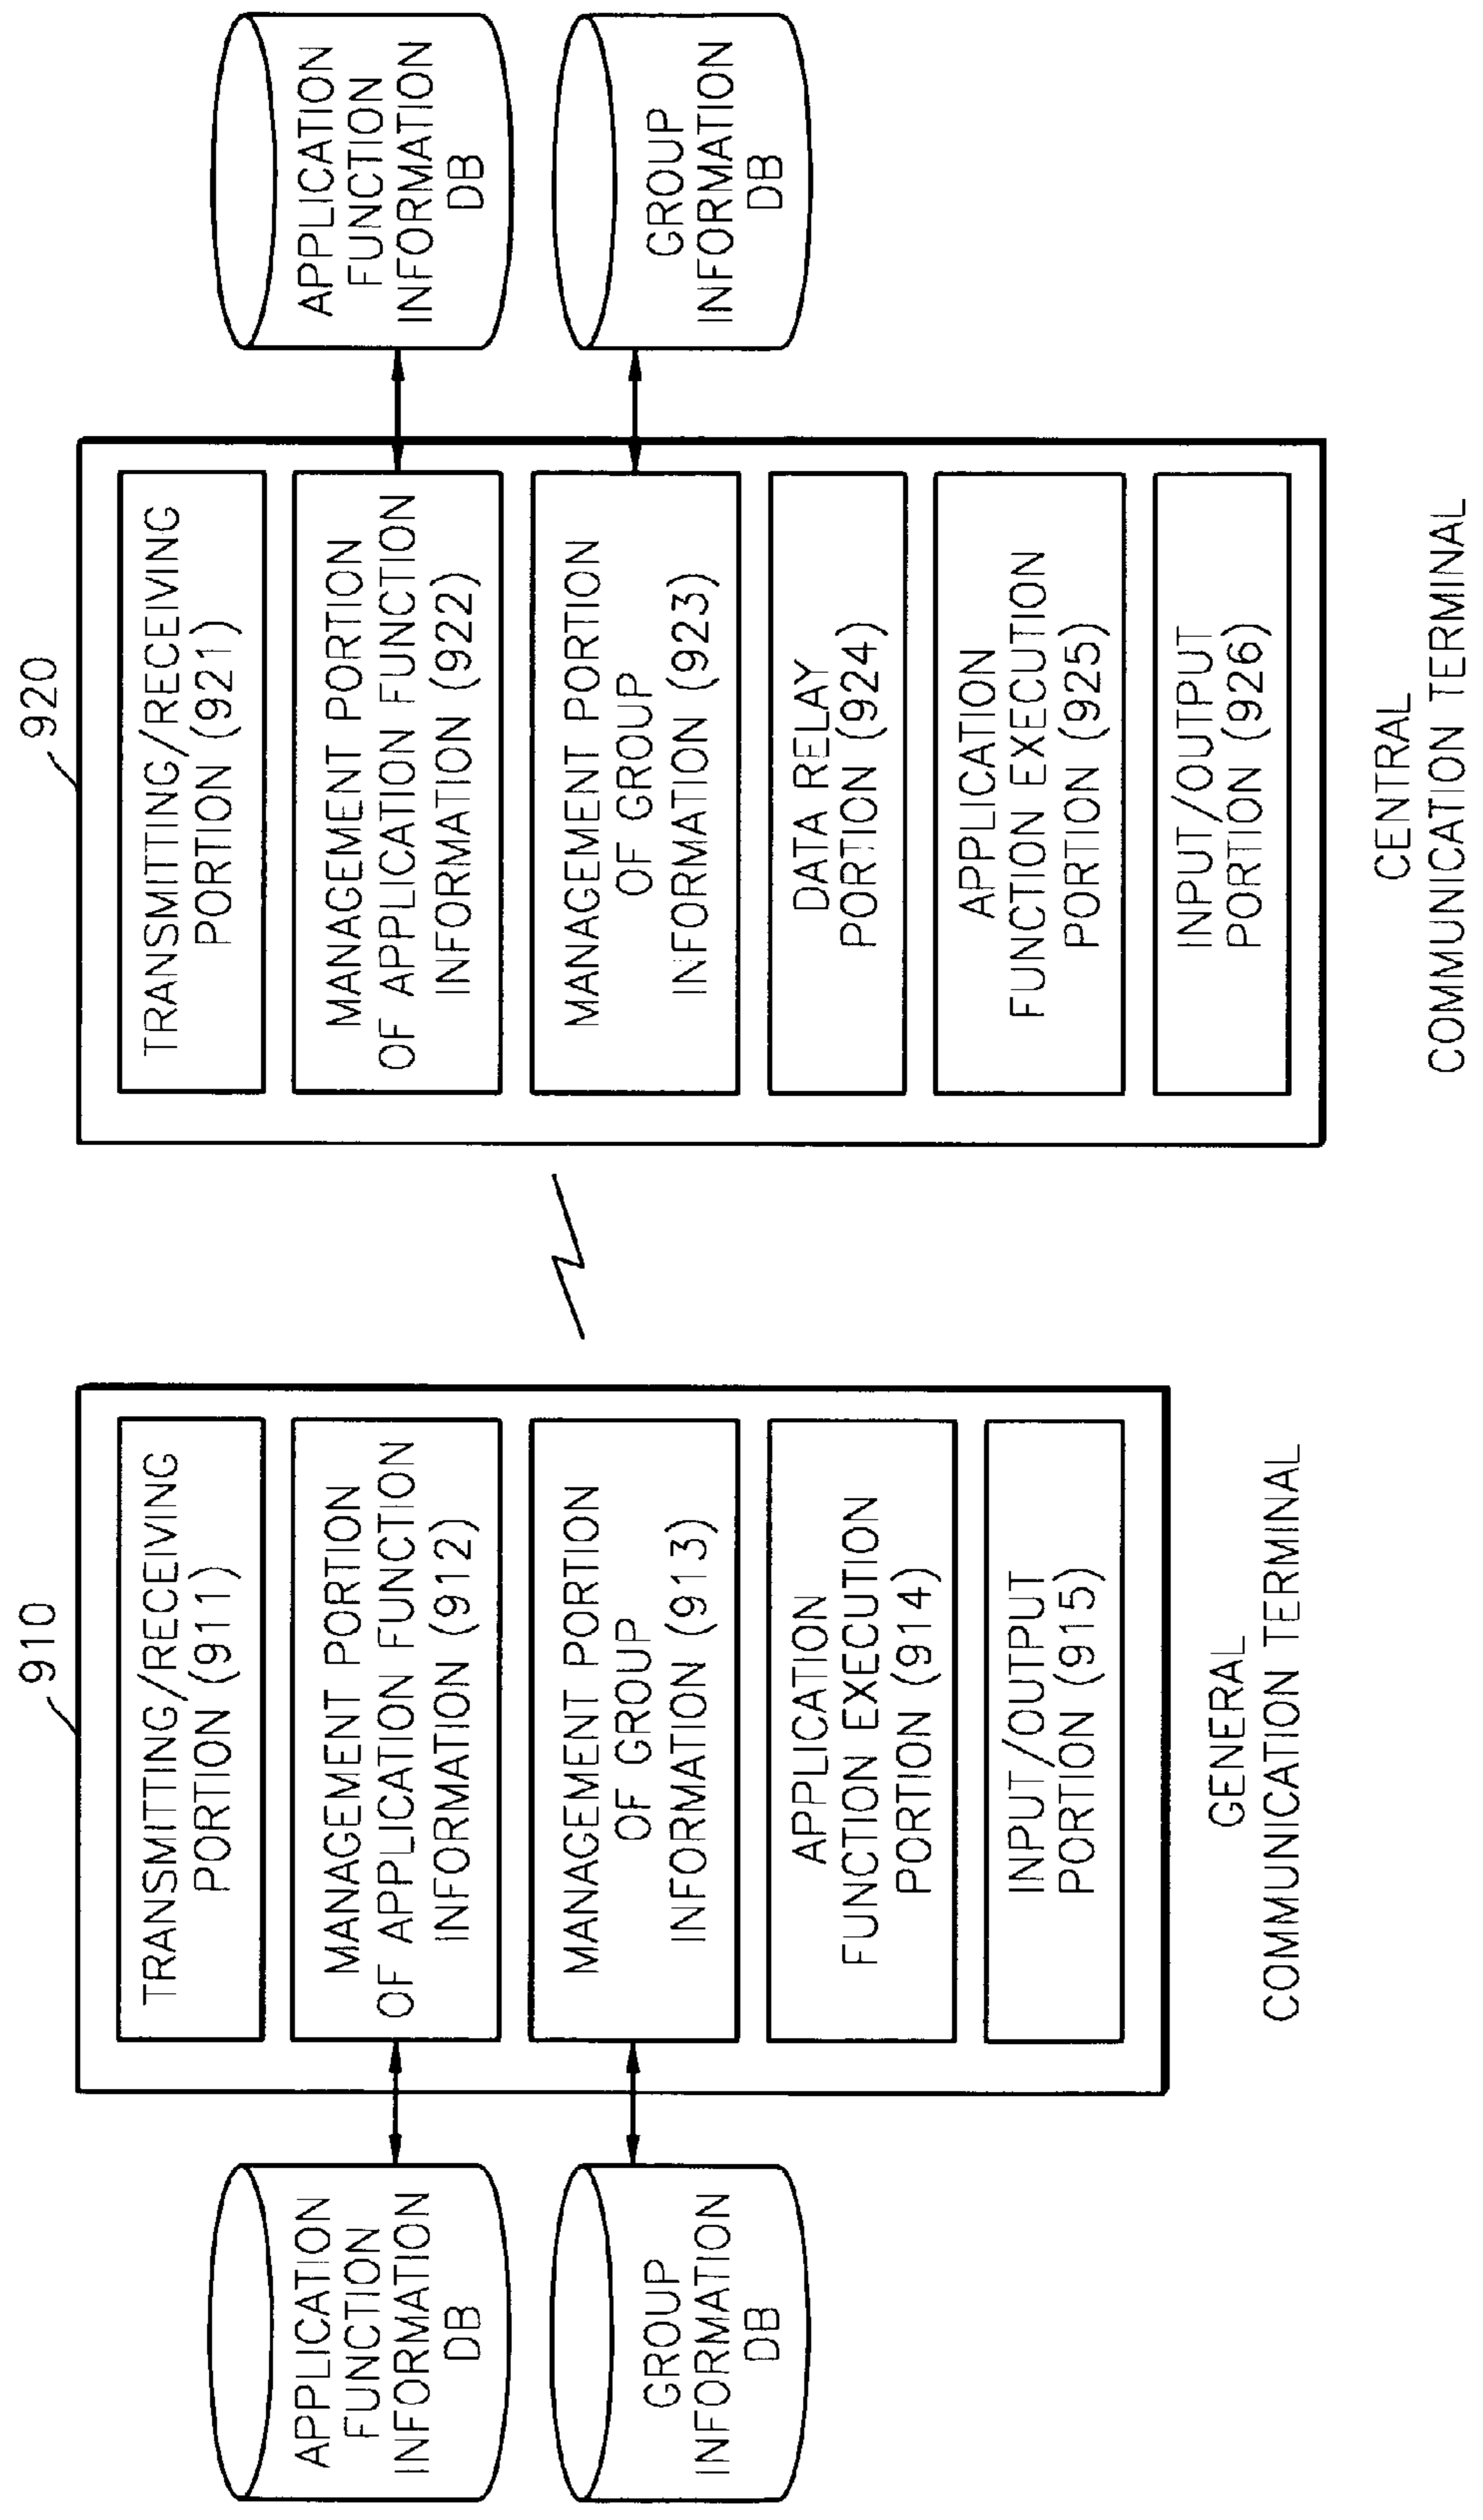 910
920
APPLICATION
FUNCTION
INFORMATION
DB
GROUP
INFORMATION
DB
TRANSMITTING/RECEIVING
PORTION (911)
MANAGEMENT PORTION
OF APPLICATION FUNCTION
INFORMATION (912)
MANAGEMENT PORTION
OF GROUP
INFORMATION (913)
APPLICATION
FUNCTION EXECUTION
PORTION (914)
INPUT/OUTPUT
PORTION (915)
GENERAL
COMMUNICATION TERMINAL
TRANSMITING/RECEIVING
PORTION (921)
MANAGEMENT PORTION
OF APPLICATION FUNCTION
INFORMATION (922)
MANAGEMENT PORTION
OF GROUP
INFORMATION (923)
DATA RELAY
PORTION (924)
APPLICATION
FUNCTION EXECUTION
PORTION (925)
INPUT/OUTPUT
PORTION (926)
CENTRAL
COMMUNICATION TERMINAL
APPLICATION
FUNCTION
INFORMATION
DB
GROUP
INFORMATION
DB